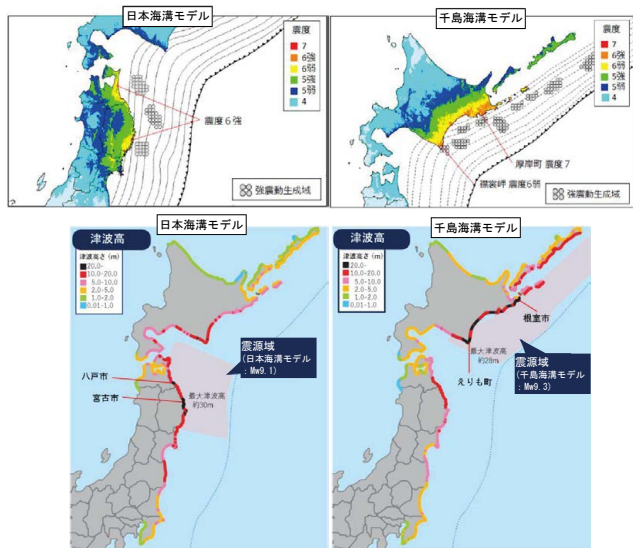 日本海溝モデル
震度
7
6強
6弱
5強
5弱
4
震度６強
強震動生成域
千島海溝モデル
震度
7
6強
6弱
5強
5弱
4
厚岸町 震度７
襟裳岬 震度6弱
強震動生成域
日本海溝モデル
津波高
津波高さ (m)
20.0-
10.0-20.0
5.0-10.0
2.0-5.0
1.0-2.0
0.01-1.0
震源域
(日本海溝モデル
：Mw9.1)
八戸市
宮古市
最大津波高
約30m
千島海溝モデル
津波高
津波高さ (m)
20.0-
10.0-20.0
5.0-10.0
2.0-5.0
1.0-2.0
0.01-1.0
根室市
最大津波高
約28m
えりも町
震源域
(千島海溝モデル
：Mw9.3)